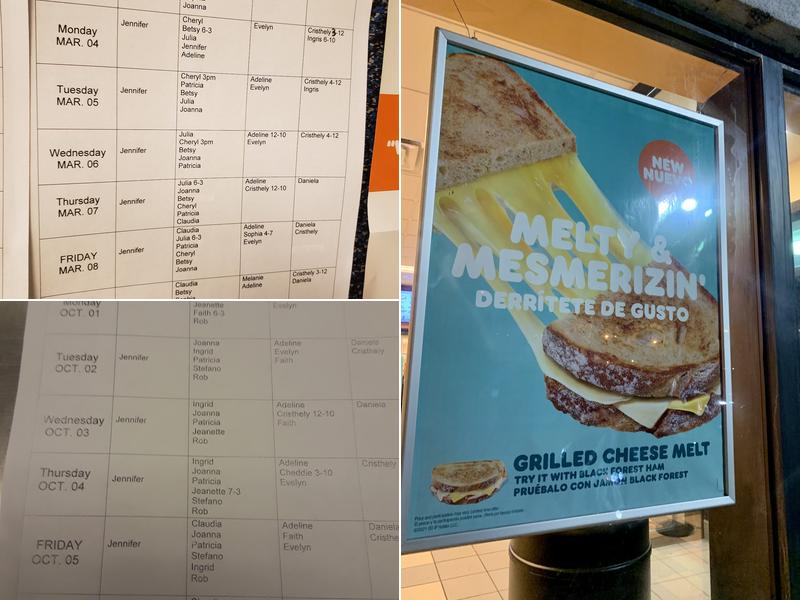 Joanna
Monday
MAR. 04
Jennifer
Cheryl
Betsy 6-3
Julia
Jennifer
Adeline
Evelyn
Cristhely 3-12
Ingris 6-10
Tuesday
MAR. 05
Jennifer
Cheryl 3pm
Patricia
Betsy
Julia
Joanna
Adeline
Evelyn
Cristhely 4-12
Ingris
Wednesday
MAR. 06
Jennifer
Julia
Cheryl 3pm
Betsy
Joanna
Patricia
Adeline 12-10
Evelyn
Cristhely 4-12
Thursday
MAR. 07
Jennifer
Julia 6-3
Joanna
Betsy
Cheryl
Patricia
Claudia
Adeline
Cristhely 12-10
Daniela
FRIDAY
MAR. 08
Jennifer
Claudia
Julia 6-3
Patricia
Cheryl
Betsy
Joanna
Adeline
Sophia 4-7
Evelyn
Daniela
Cristhely
Claudia
Betsy
Melanie
Adeline
Cristhely 3-12
Daniela
Monday
OCT. 01
Jeanette
Faith 6-3
Rob
Evelyn
Tuesday
OCT. 02
Jennifer
Joanna
Ingrid
Patricia
Stefano
Rob
Adeline
Evelyn
Faith
Daniela
Cristhely
Wednesday
OCT. 03
Jennifer
Ingrid
Joanna
Patricia
Jeanette
Rob
Adeline
Cristhely 12-10
Faith
Daniela
Thursday
OCT. 04
Jennifer
Ingrid
Joanna
Patricia
Jeanette 7-3
Stefano
Rob
Adeline
Cheddie 3-10
Evelyn
Cristhely
FRIDAY
OCT. 05
Jennifer
Claudia
Joanna
Patricia
Stefano
Ingrid
Rob
Adeline
Faith
Evelyn
Daniela
Cristhe
NEW
NUEVO
MELTY &
MESMERIZIN'
DERRÍTETE DE GUSTO
GRILLED CHEESE MELT
TRY IT WITH BLACK FOREST HAM
PRUÉBALO CON JAMÓN BLACK FOREST